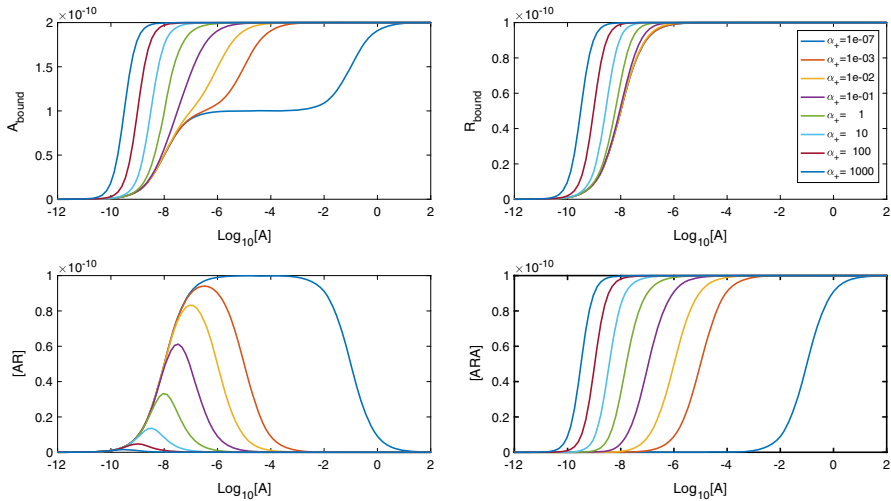 ×10⁻¹⁰
2
1.5
1
0.5
0
A_bound
-12 -10 -8 -6 -4 -2 0 2
Log₁₀[A]
×10⁻¹⁰
1
0.8
0.6
0.4
0.2
0
R_bound
-12 -10 -8 -6 -4 -2 0 2
Log₁₀[A]
α₊=1e-07
α₊=1e-03
α₊=1e-02
α₊=1e-01
α₊= 1
α₊= 10
α₊= 100
α₊= 1000
×10⁻¹⁰
1
0.8
0.6
0.4
0.2
0
[AR]
-12 -10 -8 -6 -4 -2 0 2
Log₁₀[A]
×10⁻¹⁰
1
0.8
0.6
0.4
0.2
0
[ARA]
-12 -10 -8 -6 -4 -2 0 2
Log₁₀[A]